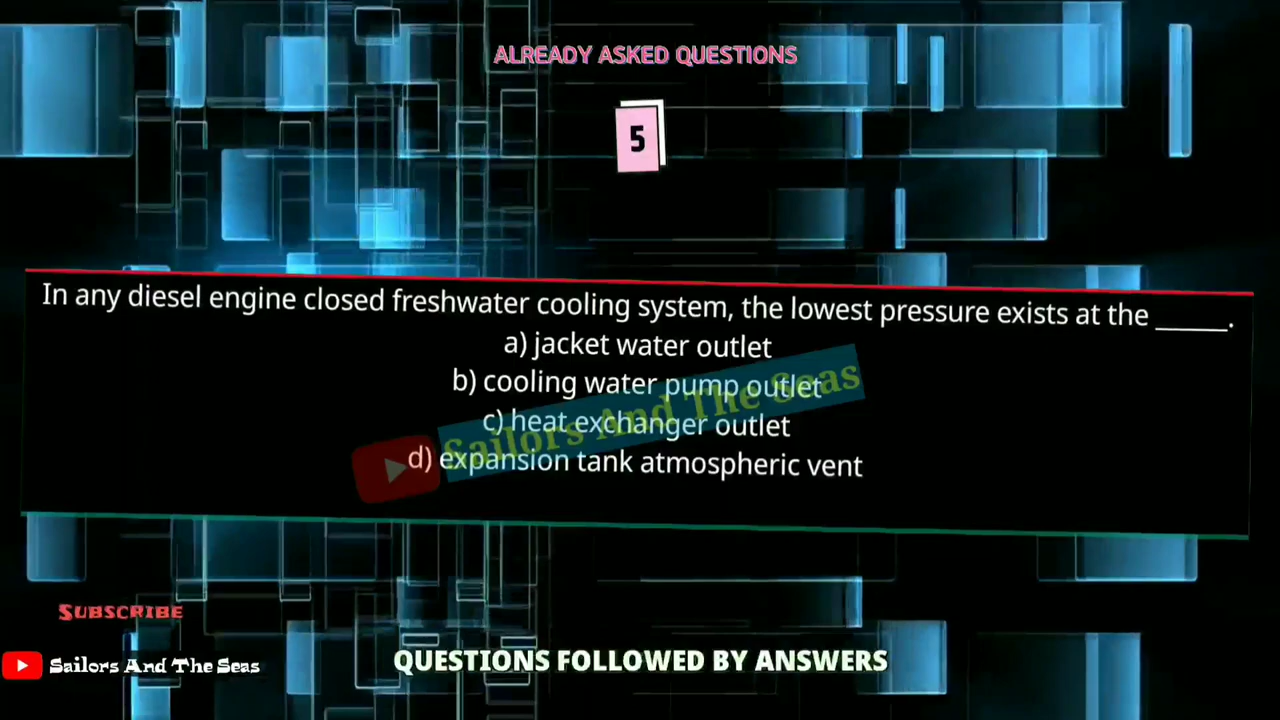 ALREADY ASKED QUESTIONS
5
In any diesel engine closed freshwater cooling system, the lowest pressure exists at the ______.
a) jacket water outlet
b) cooling water pump outlet
c) heat exchanger outlet
d) expansion tank atmospheric vent
Sailors And The Seas
SUBSCRIBE
Sailors And The Seas
QUESTIONS FOLLOWED BY ANSWERS